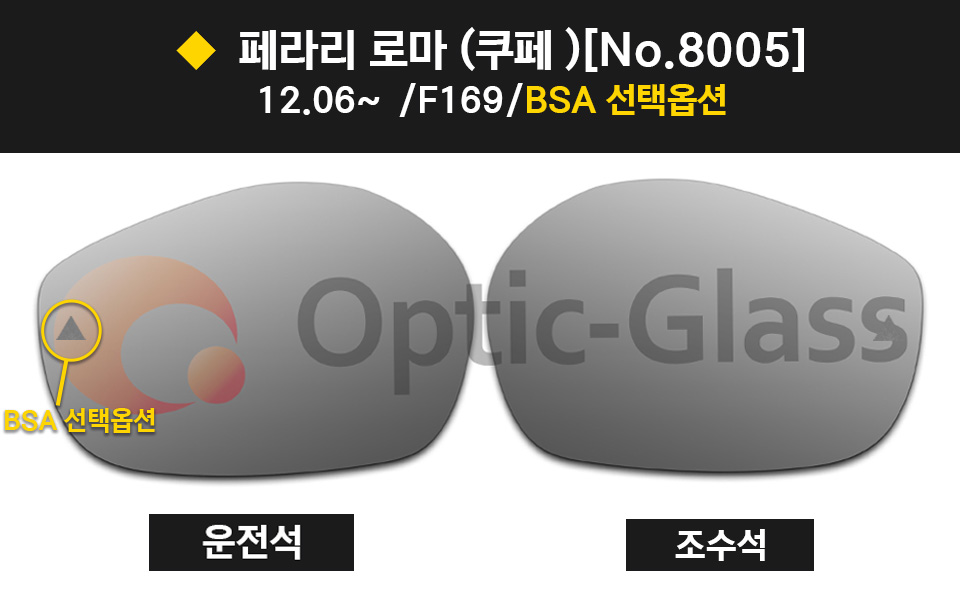 ◆ 페라리 로마 (쿠페 )[No.8005]
12.06~ /F169/BSA 선택옵션
Optic-Glass
BSA 선택옵션
운전석
조수석